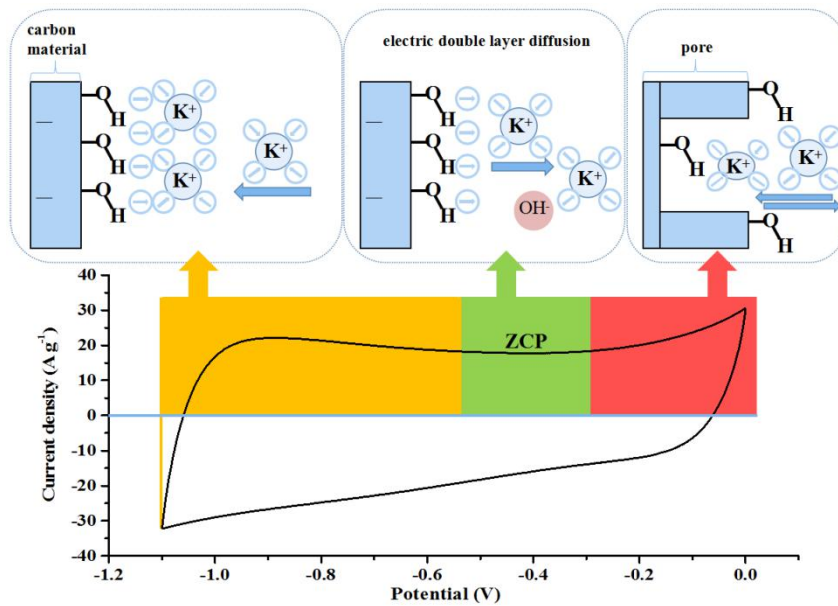 carbon
material
O
H
O
H
O
H
K⁺
K⁺
K⁺
electric double layer diffusion
O
H
O
H
O
H
K⁺
K⁺
OH⁻
pore
O
H
O
H
O
H
K⁺
K⁺
ZCP
Current density (A g⁻¹)
40
30
20
10
0
-10
-20
-30
-40
-1.2 -1.0 -0.8 -0.6 -0.4 -0.2 0.0
Potential (V)